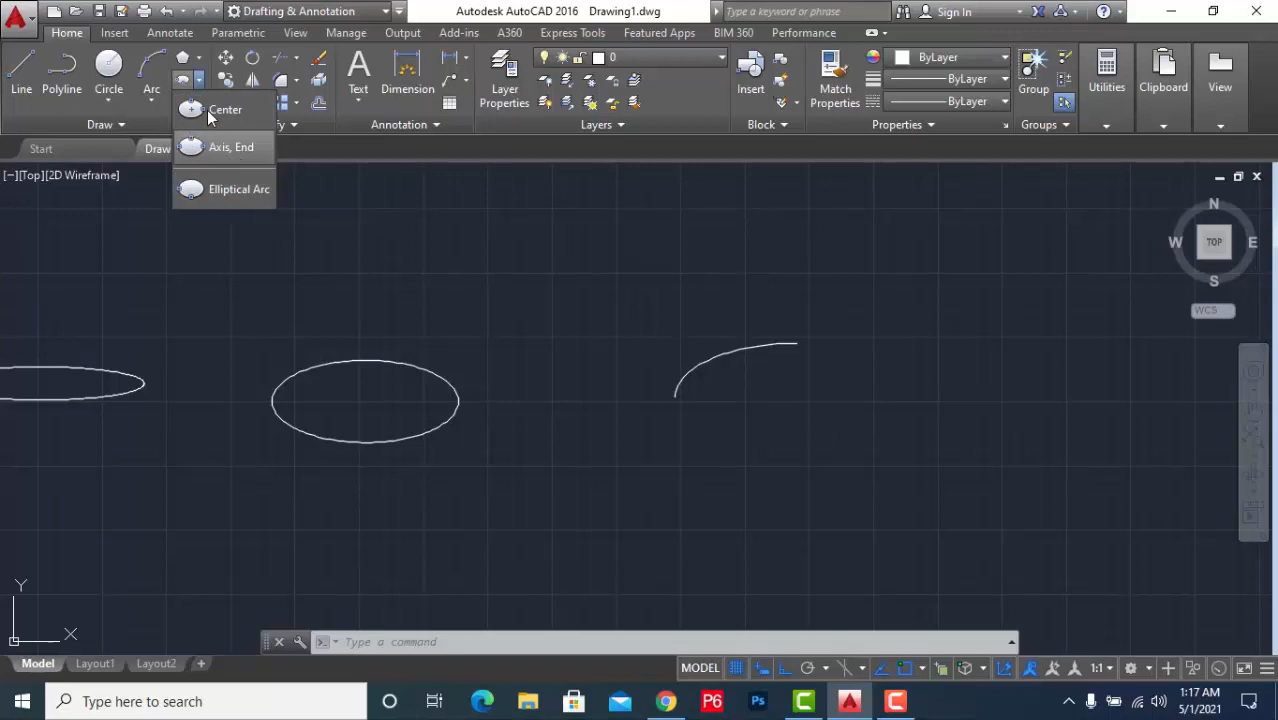 Drafting & Annotation
Autodesk AutoCAD 2016 Drawing1.dwg
Type a keyword or phrase
Sign In
Home Insert Annotate Parametric View Manage Output Add-ins A360 Express Tools Featured Apps BIM 360 Performance
Line Polyline Circle Arc
Text Dimension
Layer Properties
0
Insert
Match Properties
ByLayer
ByLayer
ByLayer
Group
Utilities
Clipboard
View
Draw
Annotation
Layers
Block
Properties
Groups
Center
Axis, End
Elliptical Arc
Start
Draw
[−][Top][2D Wireframe]
N
W TOP E
S
WCS
Y
X
Type a command
Model Layout1 Layout2
MODEL
1:1
Type here to search
P6
Ps
1:17 AM
5/1/2021